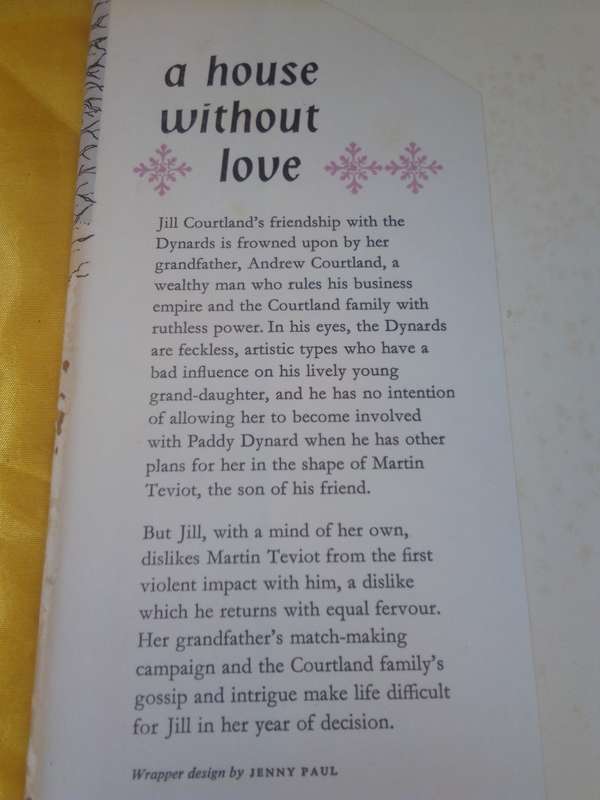 a house
without
love
Jill Courtland's friendship with the
Dynards is frowned upon by her
grandfather, Andrew Courtland, a
wealthy man who rules his business
empire and the Courtland family with
ruthless power. In his eyes, the Dynards
are feckless, artistic types who have a
bad influence on his lively young
grand-daughter, and he has no intention
of allowing her to become involved
with Paddy Dynard when he has other
plans for her in the shape of Martin
Teviot, the son of his friend.
But Jill, with a mind of her own,
dislikes Martin Teviot from the first
violent impact with him, a dislike
which he returns with equal fervour.
Her grandfather's match-making
campaign and the Courtland family's
gossip and intrigue make life difficult
for Jill in her year of decision.
Wrapper design by JENNY PAUL